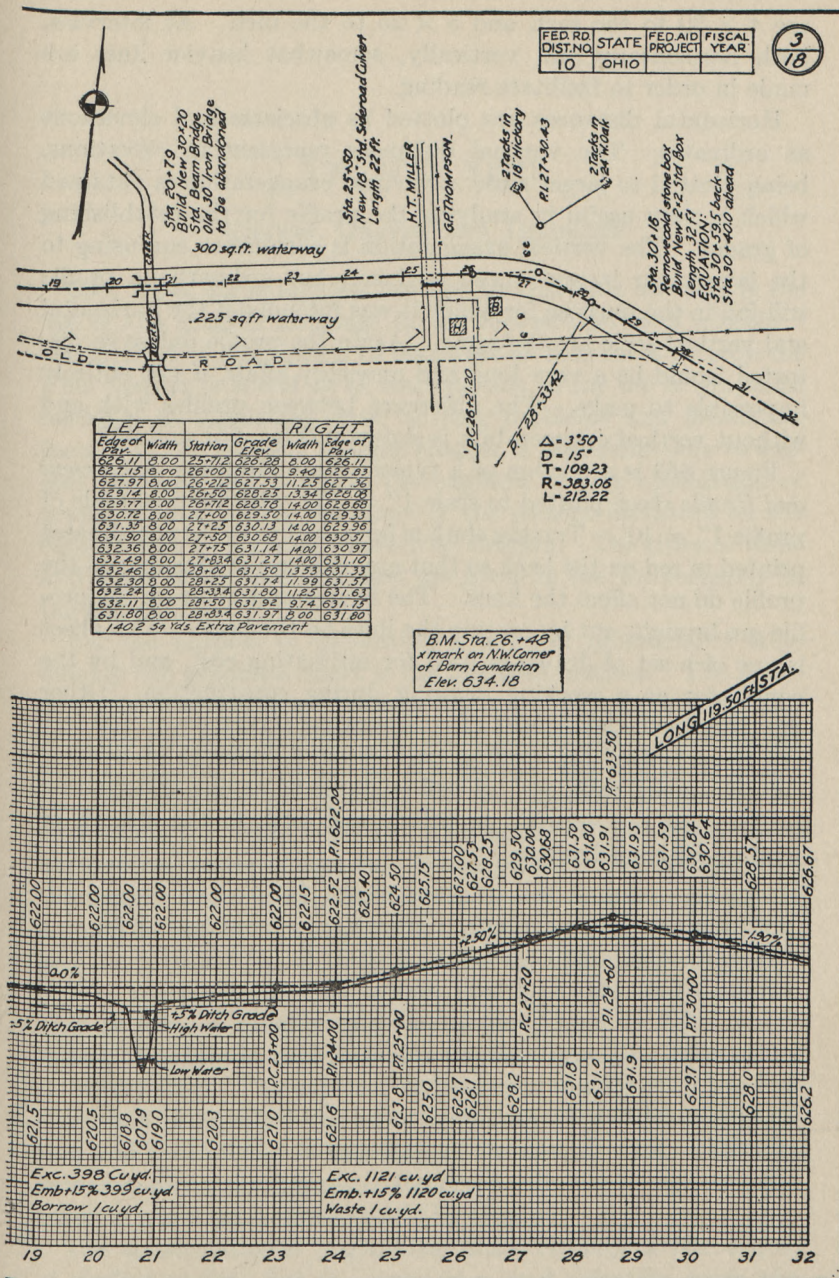 FED. RD. DIST. NO. STATE FED. AID PROJECT FISCAL YEAR
10 OHIO
3
18
Sta 20+79
Build New 30x20
Std. Beam Bridge
Old 30' Iron Bridge
to be abandoned
Sta. 25+50
New 18" Std. Sideroad Culvert
Length 22 ft.
H.T. MILLER
G.P. THOMPSON.
2 Tacks in
18" Hickory
P.I. 27+30.43
2 Tacks in
24" W. Oak
Sta. 30+16
Remove old stone box
Build New 2x2 Std Box
Length 32 ft
EQUATION:
Sta. 30+59.5 back =
Sta 30+40.0 ahead
CREEK
300 sq. ft. waterway
19 20 21 22 23 24 25 26 27 28 29 31 32
.225 sq ft waterway
H
B
OLD ROAD
P.C. 26+21.20
P.T. 28+33.42
Δ = 3°50
D = 15°
T = 109.23
R = 383.06
L = 212.22
LEFT RIGHT
Edge of Pav. Width Station Grade Elev Width Edge of Pav.
626.11 8.00 25+71.2 626.28 8.00 626.11
627.15 8.00 26+00 627.00 9.40 626.83
627.97 8.00 26+21.2 627.53 11.25 627.36
629.14 8.00 26+50 628.25 13.34 628.08
629.77 8.00 26+71.2 628.78 14.00 628.68
630.72 8.00 27+00 629.50 14.00 629.33
631.35 8.00 27+25 630.13 14.00 629.96
631.90 8.00 27+50 630.68 14.00 630.51
632.36 8.00 27+75 631.14 14.00 630.97
632.49 8.00 27+83.4 631.27 14.00 631.10
632.46 8.00 28+00 631.50 13.53 631.33
632.30 8.00 28+25 631.74 11.99 631.57
632.24 8.00 28+33.4 631.80 11.25 631.63
632.11 8.00 28+50 631.92 9.74 631.75
631.80 8.00 28+83.4 631.97 8.00 631.80
140.2 Sq Yds. Extra Pavement
B.M. Sta. 26.+48
x mark on N.W. Corner
of Barn Foundation
Elev. 634.18
LONG 119.50 ft STA.
P.I. 622.00
P.T. 633.50
622.00 622.00 622.00 622.00 622.00 622.15 622.52 623.40 624.50 625.75 627.00 627.53 628.25 629.50 630.00 630.68 631.50 631.80 631.91 631.95 631.59 630.84 630.64 628.57 626.67
0.0%
+2.50%
-1.90%
-.5% Ditch Grade
+.5% Ditch Grade
High Water
Low Water
P.C. 23+00
P.I. 24+00
P.T. 25+00
P.C. 27+20
P.I. 28+60
P.T. 30+00
621.5 620.5 618.8 607.9 619.0 620.3 621.0 621.6 623.8 625.0 625.7 626.1 628.2 631.8 631.0 631.9 629.7 628.0 626.2
Exc. 398 Cu yd.
Emb+15% 399 cu. yd.
Borrow 1 cu. yd.
Exc. 1121 cu. yd
Emb. +15% 1120 cu yd
Waste 1 cu. yd.
19 20 21 22 23 24 25 26 27 28 29 30 31 32